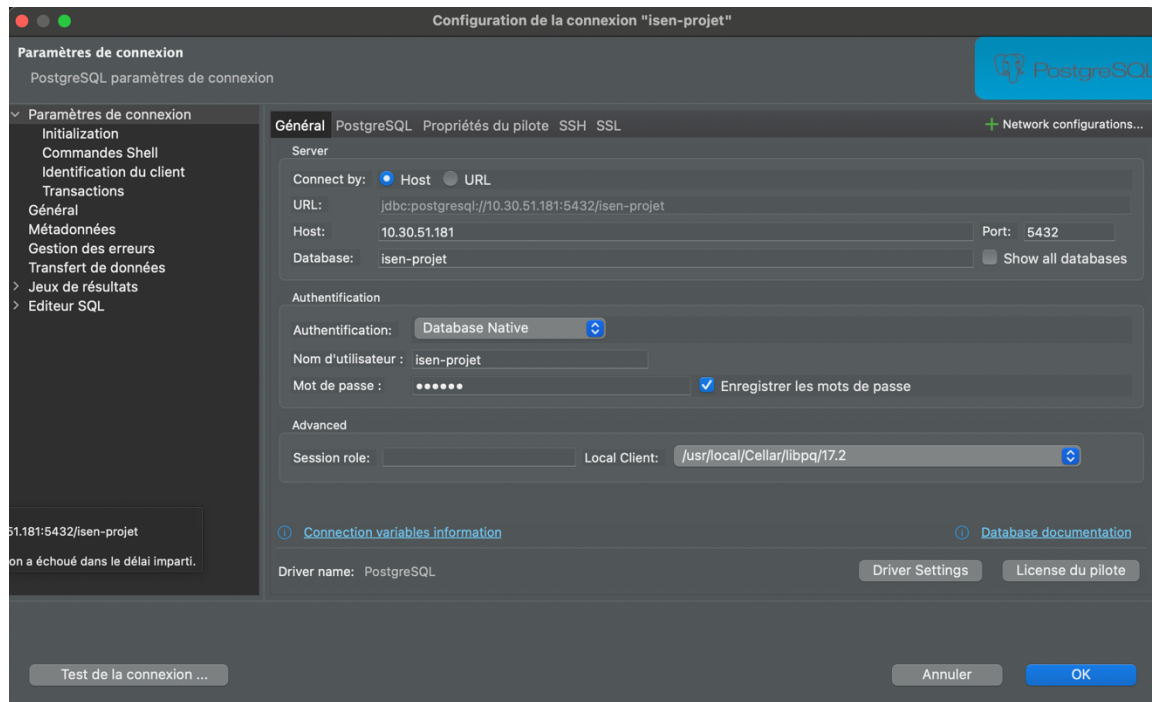 Configuration de la connexion "isen-projet"
Paramètres de connexion
PostgreSQL paramètres de connexion
PostgreSQL
Paramètres de connexion
Initialization
Commandes Shell
Identification du client
Transactions
Général
Métadonnées
Gestion des erreurs
Transfert de données
Jeux de résultats
Editeur SQL
51.181:5432/isen-projet
on a échoué dans le délai imparti.
Général PostgreSQL Propriétés du pilote SSH SSL
Network configurations...
Server
Connect by: Host URL
URL: jdbc:postgresql://10.30.51.181:5432/isen-projet
Host: 10.30.51.181 Port: 5432
Database: isen-projet Show all databases
Authentification
Authentification: Database Native
Nom d'utilisateur : isen-projet
Mot de passe : •••••• Enregistrer les mots de passe
Advanced
Session role: Local Client: /usr/local/Cellar/libpq/17.2
Connection variables information Database documentation
Driver name: PostgreSQL Driver Settings License du pilote
Test de la connexion ... Annuler OK